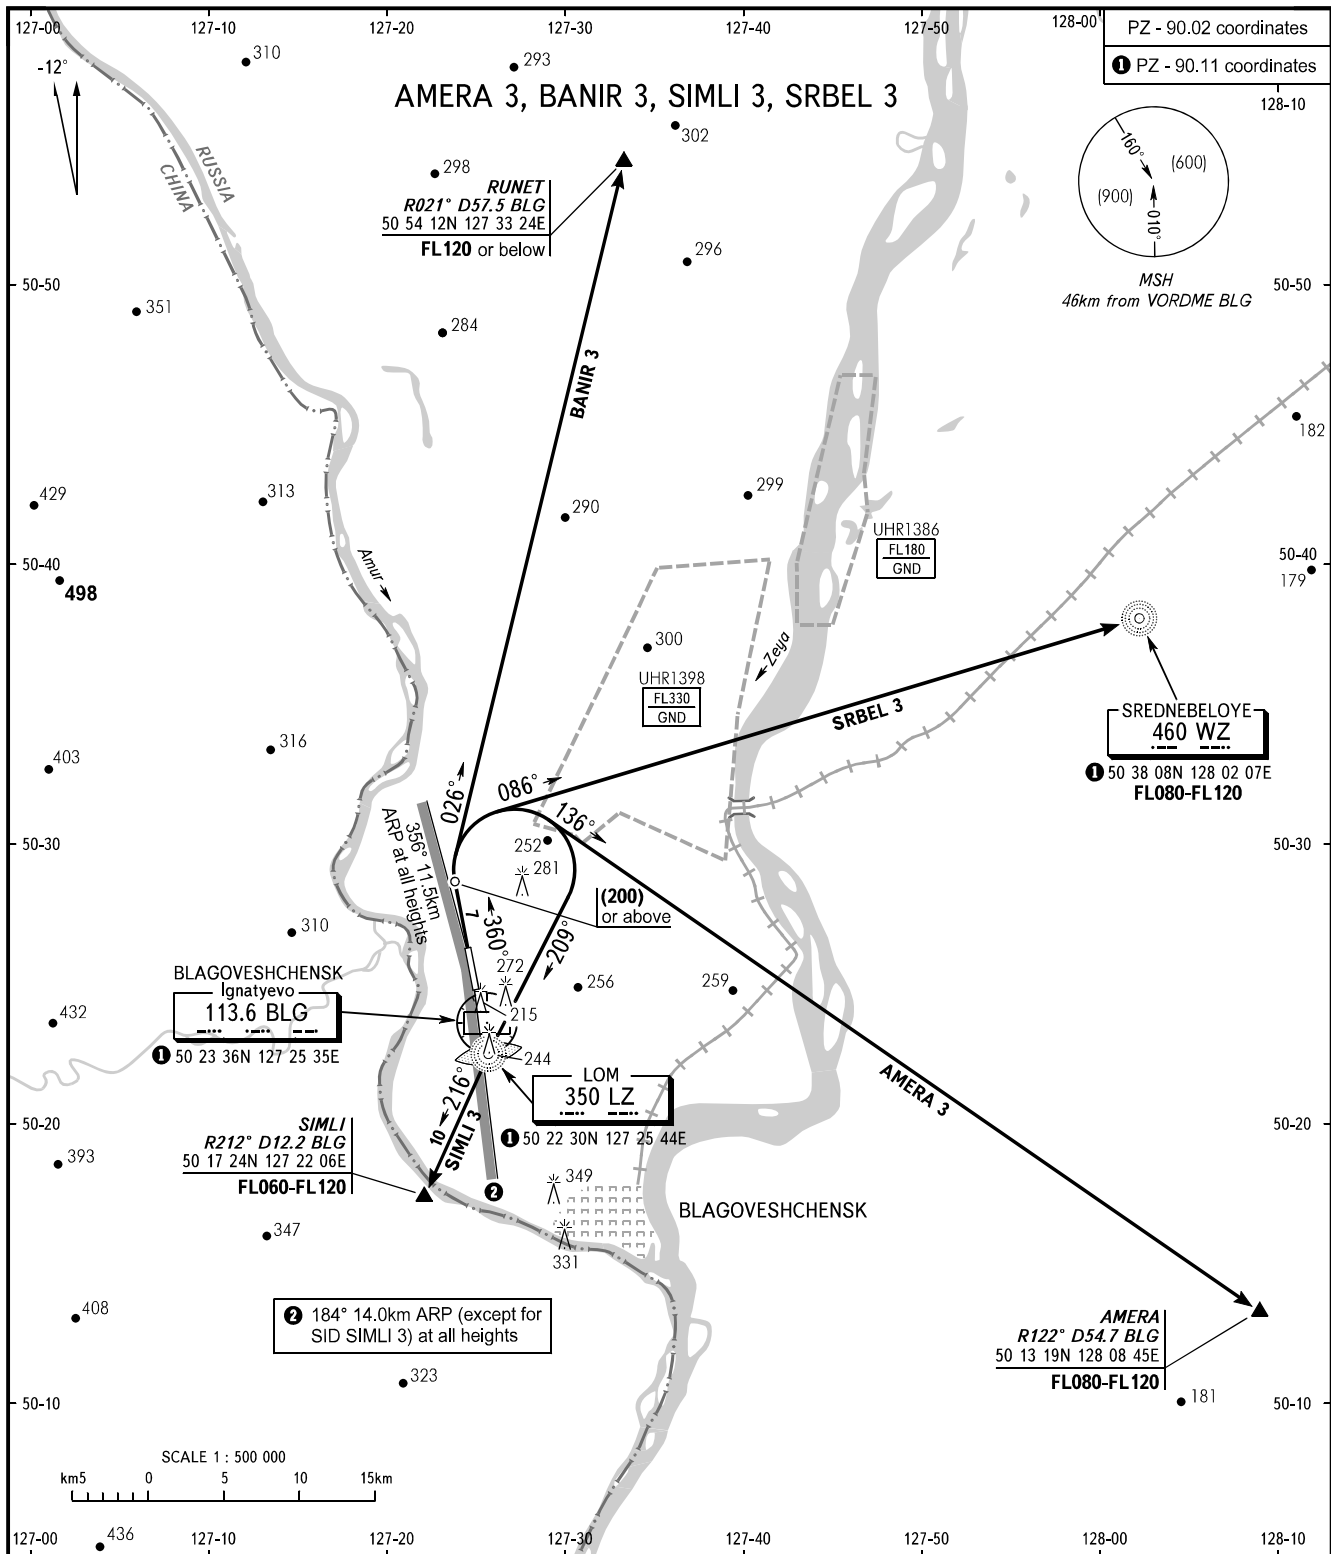 127-00
127-10
127-20
127-30
127-40
127-50
128-00
PZ - 90.02 coordinates
❶ PZ - 90.11 coordinates
128-10
-12°
310
293
AMERA 3, BANIR 3, SIMLI 3, SRBEL 3
302
RUSSIA
CHINA
298
RUNET
R021° D57.5 BLG
50 54 12N 127 33 24E
FL120 or below
160°
(600)
(900)
010°
MSH
46km from VORDME BLG
296
50-50
50-50
351
284
BANIR 3
182
429
313
290
299
UHR1386
FL180
GND
50-40
50-40
179
Amur
498
300
Zeya
UHR1398
FL330
GND
SRBEL 3
SREDNEBELOYE
460 WZ
❶ 50 38 08N 128 02 07E
FL080-FL120
316
403
026°
086°
136°
356° 11.5km
ARP at all heights
50-30
50-30
252
281
(200)
or above
7
360°
209°
310
272
256
259
BLAGOVESHCHENSK
Ignatyevo
113.6 BLG
❶ 50 23 36N 127 25 35E
215
432
244
LOM
350 LZ
❶ 50 22 30N 127 25 44E
216°
10
SIMLI 3
AMERA 3
50-20
50-20
SIMLI
R212° D12.2 BLG
50 17 24N 127 22 06E
FL060-FL120
393
349
❷
BLAGOVESHCHENSK
347
331
❷ 184° 14.0km ARP (except for
SID SIMLI 3) at all heights
408
AMERA
R122° D54.7 BLG
50 13 19N 128 08 45E
FL080-FL120
323
181
50-10
50-10
SCALE 1 : 500 000
km5
0
5
10
15km
436
127-00
127-10
127-20
127-30
127-40
127-50
128-00
128-10